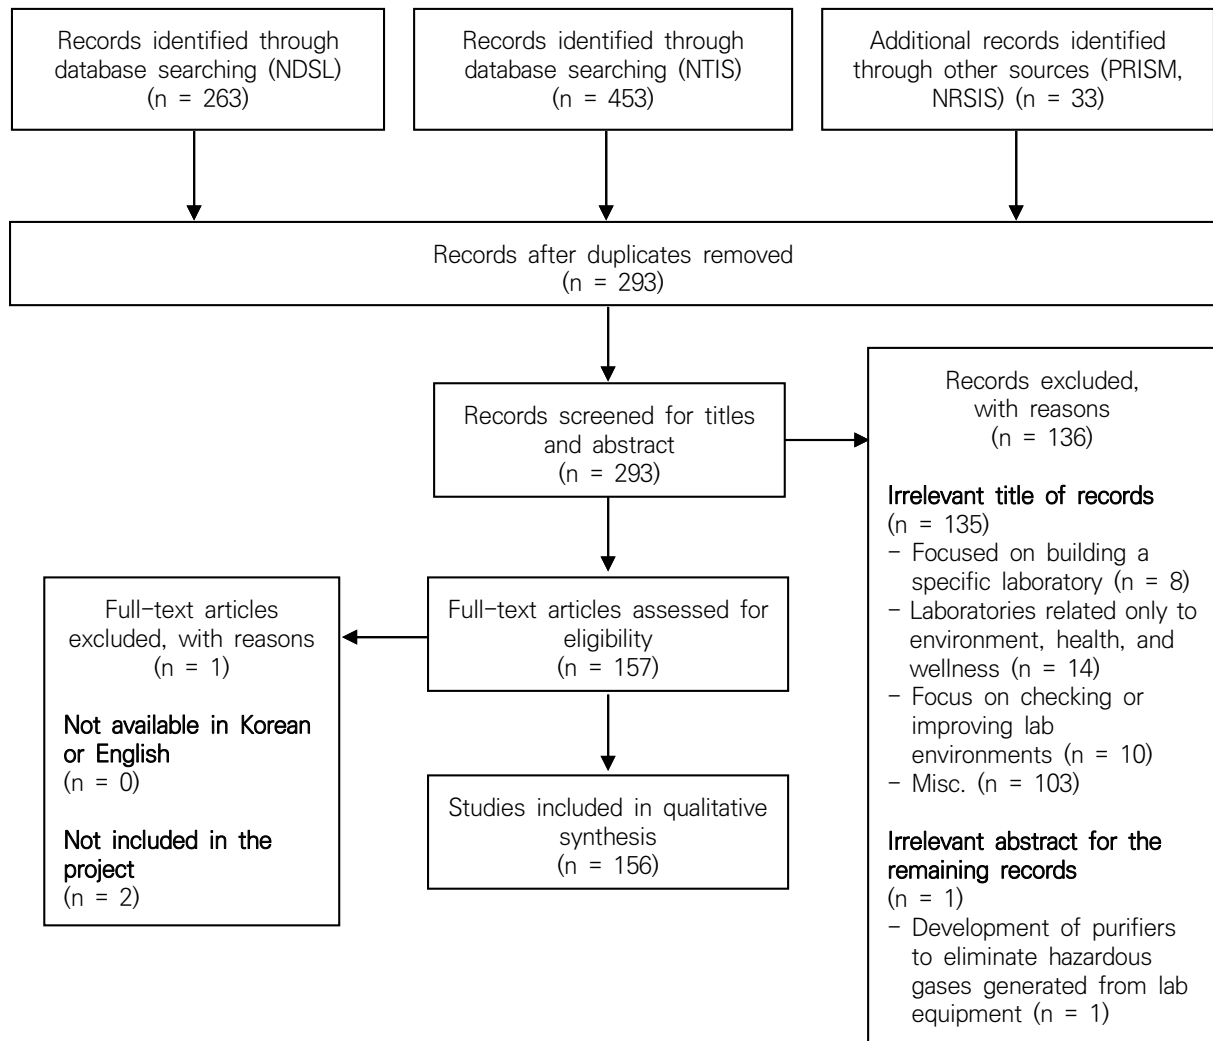 Records identified through
database searching (NDSL)
(n = 263)
Records identified through
database searching (NTIS)
(n = 453)
Additional records identified
through other sources (PRISM,
NRSIS) (n = 33)
Records after duplicates removed
(n = 293)
Records screened for titles
and abstract
(n = 293)
Records excluded,
with reasons
(n = 136)
Irrelevant title of records
(n = 135)
- Focused on building a
specific laboratory (n = 8)
- Laboratories related only to
environment, health, and
wellness (n = 14)
- Focus on checking or
improving lab
environments (n = 10)
- Misc. (n = 103)
Irrelevant abstract for the
remaining records
(n = 1)
- Development of purifiers
to eliminate hazardous
gases generated from lab
equipment (n = 1)
Full-text articles assessed for
eligibility
(n = 157)
Full-text articles
excluded, with reasons
(n = 1)
Not available in Korean
or English
(n = 0)
Not included in the
project
(n = 2)
Studies included in qualitative
synthesis
(n = 156)